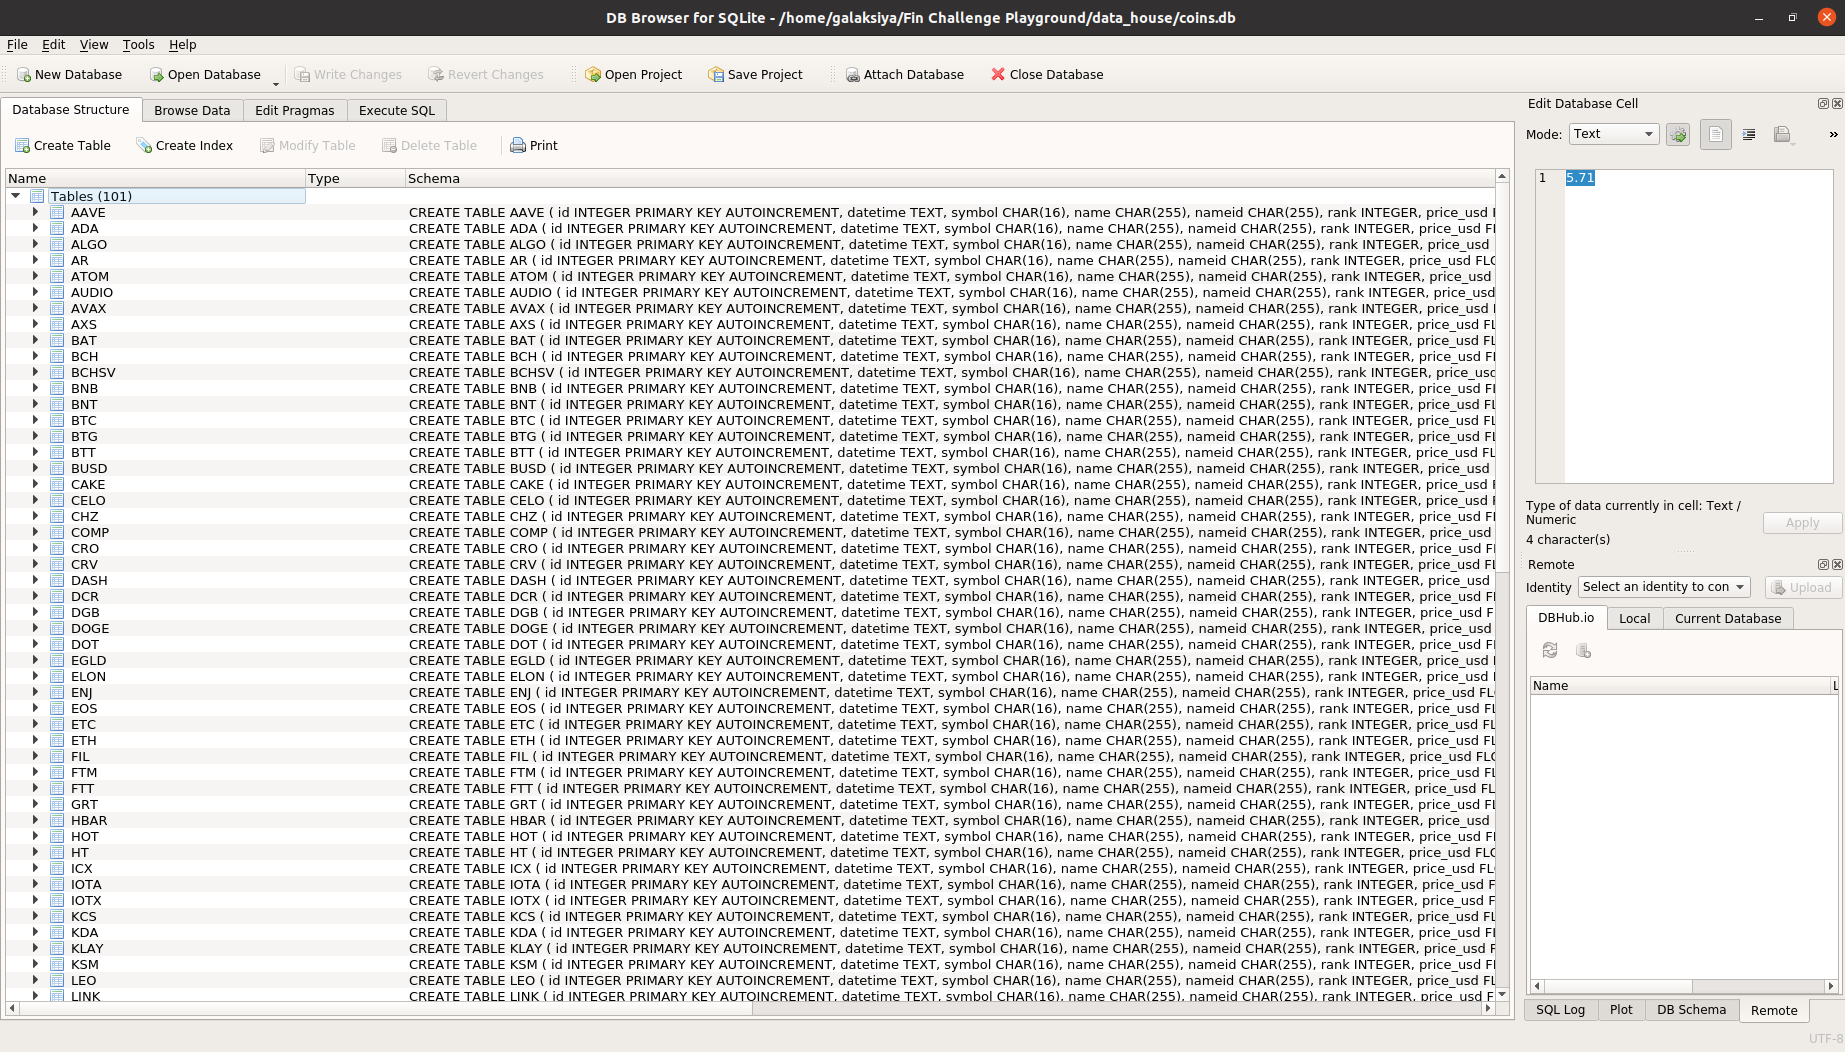 DB Browser for SQLite - /home/galaksiya/Fin Challenge Playground/data_house/coins.db
File Edit View Tools Help
New Database Open Database Write Changes Revert Changes Open Project Save Project Attach Database Close Database
Database Structure Browse Data Edit Pragmas Execute SQL
Create Table Create Index Modify Table Delete Table Print
Name Type Schema
Tables (101)
AAVE CREATE TABLE AAVE ( id INTEGER PRIMARY KEY AUTOINCREMENT, datetime TEXT, symbol CHAR(16), name CHAR(255), nameid CHAR(255), rank INTEGER, price_usd
ADA CREATE TABLE ADA ( id INTEGER PRIMARY KEY AUTOINCREMENT, datetime TEXT, symbol CHAR(16), name CHAR(255), nameid CHAR(255), rank INTEGER, price_usd
ALGO CREATE TABLE ALGO ( id INTEGER PRIMARY KEY AUTOINCREMENT, datetime TEXT, symbol CHAR(16), name CHAR(255), nameid CHAR(255), rank INTEGER, price_usd
AR CREATE TABLE AR ( id INTEGER PRIMARY KEY AUTOINCREMENT, datetime TEXT, symbol CHAR(16), name CHAR(255), nameid CHAR(255), rank INTEGER, price_usd FLO
ATOM CREATE TABLE ATOM ( id INTEGER PRIMARY KEY AUTOINCREMENT, datetime TEXT, symbol CHAR(16), name CHAR(255), nameid CHAR(255), rank INTEGER, price_usd
AUDIO CREATE TABLE AUDIO ( id INTEGER PRIMARY KEY AUTOINCREMENT, datetime TEXT, symbol CHAR(16), name CHAR(255), nameid CHAR(255), rank INTEGER, price_usd
AVAX CREATE TABLE AVAX ( id INTEGER PRIMARY KEY AUTOINCREMENT, datetime TEXT, symbol CHAR(16), name CHAR(255), nameid CHAR(255), rank INTEGER, price_usd
AXS CREATE TABLE AXS ( id INTEGER PRIMARY KEY AUTOINCREMENT, datetime TEXT, symbol CHAR(16), name CHAR(255), nameid CHAR(255), rank INTEGER, price_usd FL
BAT CREATE TABLE BAT ( id INTEGER PRIMARY KEY AUTOINCREMENT, datetime TEXT, symbol CHAR(16), name CHAR(255), nameid CHAR(255), rank INTEGER, price_usd FL
BCH CREATE TABLE BCH ( id INTEGER PRIMARY KEY AUTOINCREMENT, datetime TEXT, symbol CHAR(16), name CHAR(255), nameid CHAR(255), rank INTEGER, price_usd
BCHSV CREATE TABLE BCHSV ( id INTEGER PRIMARY KEY AUTOINCREMENT, datetime TEXT, symbol CHAR(16), name CHAR(255), nameid CHAR(255), rank INTEGER, price_usd
BNB CREATE TABLE BNB ( id INTEGER PRIMARY KEY AUTOINCREMENT, datetime TEXT, symbol CHAR(16), name CHAR(255), nameid CHAR(255), rank INTEGER, price_usd
BNT CREATE TABLE BNT ( id INTEGER PRIMARY KEY AUTOINCREMENT, datetime TEXT, symbol CHAR(16), name CHAR(255), nameid CHAR(255), rank INTEGER, price_usd FL
BTC CREATE TABLE BTC ( id INTEGER PRIMARY KEY AUTOINCREMENT, datetime TEXT, symbol CHAR(16), name CHAR(255), nameid CHAR(255), rank INTEGER, price_usd FL
BTG CREATE TABLE BTG ( id INTEGER PRIMARY KEY AUTOINCREMENT, datetime TEXT, symbol CHAR(16), name CHAR(255), nameid CHAR(255), rank INTEGER, price_usd FL
BTT CREATE TABLE BTT ( id INTEGER PRIMARY KEY AUTOINCREMENT, datetime TEXT, symbol CHAR(16), name CHAR(255), nameid CHAR(255), rank INTEGER, price_usd FL
BUSD CREATE TABLE BUSD ( id INTEGER PRIMARY KEY AUTOINCREMENT, datetime TEXT, symbol CHAR(16), name CHAR(255), nameid CHAR(255), rank INTEGER, price_usd
CAKE CREATE TABLE CAKE ( id INTEGER PRIMARY KEY AUTOINCREMENT, datetime TEXT, symbol CHAR(16), name CHAR(255), nameid CHAR(255), rank INTEGER, price_usd
CELO CREATE TABLE CELO ( id INTEGER PRIMARY KEY AUTOINCREMENT, datetime TEXT, symbol CHAR(16), name CHAR(255), nameid CHAR(255), rank INTEGER, price_usd
CHZ CREATE TABLE CHZ ( id INTEGER PRIMARY KEY AUTOINCREMENT, datetime TEXT, symbol CHAR(16), name CHAR(255), nameid CHAR(255), rank INTEGER, price_usd FL
COMP CREATE TABLE COMP ( id INTEGER PRIMARY KEY AUTOINCREMENT, datetime TEXT, symbol CHAR(16), name CHAR(255), nameid CHAR(255), rank INTEGER, price_usd
CRO CREATE TABLE CRO ( id INTEGER PRIMARY KEY AUTOINCREMENT, datetime TEXT, symbol CHAR(16), name CHAR(255), nameid CHAR(255), rank INTEGER, price_usd
CRV CREATE TABLE CRV ( id INTEGER PRIMARY KEY AUTOINCREMENT, datetime TEXT, symbol CHAR(16), name CHAR(255), nameid CHAR(255), rank INTEGER, price_usd
DASH CREATE TABLE DASH ( id INTEGER PRIMARY KEY AUTOINCREMENT, datetime TEXT, symbol CHAR(16), name CHAR(255), nameid CHAR(255), rank INTEGER, price_usd
DCR CREATE TABLE DCR ( id INTEGER PRIMARY KEY AUTOINCREMENT, datetime TEXT, symbol CHAR(16), name CHAR(255), nameid CHAR(255), rank INTEGER, price_usd
DGB CREATE TABLE DGB ( id INTEGER PRIMARY KEY AUTOINCREMENT, datetime TEXT, symbol CHAR(16), name CHAR(255), nameid CHAR(255), rank INTEGER, price_usd
DOGE CREATE TABLE DOGE ( id INTEGER PRIMARY KEY AUTOINCREMENT, datetime TEXT, symbol CHAR(16), name CHAR(255), nameid CHAR(255), rank INTEGER, price_usd
DOT CREATE TABLE DOT ( id INTEGER PRIMARY KEY AUTOINCREMENT, datetime TEXT, symbol CHAR(16), name CHAR(255), nameid CHAR(255), rank INTEGER, price_usd
EGLD CREATE TABLE EGLD ( id INTEGER PRIMARY KEY AUTOINCREMENT, datetime TEXT, symbol CHAR(16), name CHAR(255), nameid CHAR(255), rank INTEGER, price_usd
ELON CREATE TABLE ELON ( id INTEGER PRIMARY KEY AUTOINCREMENT, datetime TEXT, symbol CHAR(16), name CHAR(255), nameid CHAR(255), rank INTEGER, price_usd
ENJ CREATE TABLE ENJ ( id INTEGER PRIMARY KEY AUTOINCREMENT, datetime TEXT, symbol CHAR(16), name CHAR(255), nameid CHAR(255), rank INTEGER, price_usd FLO
EOS CREATE TABLE EOS ( id INTEGER PRIMARY KEY AUTOINCREMENT, datetime TEXT, symbol CHAR(16), name CHAR(255), nameid CHAR(255), rank INTEGER, price_usd FL
ETC CREATE TABLE ETC ( id INTEGER PRIMARY KEY AUTOINCREMENT, datetime TEXT, symbol CHAR(16), name CHAR(255), nameid CHAR(255), rank INTEGER, price_usd FL
ETH CREATE TABLE ETH ( id INTEGER PRIMARY KEY AUTOINCREMENT, datetime TEXT, symbol CHAR(16), name CHAR(255), nameid CHAR(255), rank INTEGER, price_usd FL
FIL CREATE TABLE FIL ( id INTEGER PRIMARY KEY AUTOINCREMENT, datetime TEXT, symbol CHAR(16), name CHAR(255), nameid CHAR(255), rank INTEGER, price_usd FLO
FTM CREATE TABLE FTM ( id INTEGER PRIMARY KEY AUTOINCREMENT, datetime TEXT, symbol CHAR(16), name CHAR(255), nameid CHAR(255), rank INTEGER, price_usd FL
FTT CREATE TABLE FTT ( id INTEGER PRIMARY KEY AUTOINCREMENT, datetime TEXT, symbol CHAR(16), name CHAR(255), nameid CHAR(255), rank INTEGER, price_usd FL
GRT CREATE TABLE GRT ( id INTEGER PRIMARY KEY AUTOINCREMENT, datetime TEXT, symbol CHAR(16), name CHAR(255), nameid CHAR(255), rank INTEGER, price_usd FL
HBAR CREATE TABLE HBAR ( id INTEGER PRIMARY KEY AUTOINCREMENT, datetime TEXT, symbol CHAR(16), name CHAR(255), nameid CHAR(255), rank INTEGER, price_usd
HOT CREATE TABLE HOT ( id INTEGER PRIMARY KEY AUTOINCREMENT, datetime TEXT, symbol CHAR(16), name CHAR(255), nameid CHAR(255), rank INTEGER, price_usd
HT CREATE TABLE HT ( id INTEGER PRIMARY KEY AUTOINCREMENT, datetime TEXT, symbol CHAR(16), name CHAR(255), nameid CHAR(255), rank INTEGER, price_usd FLO
ICX CREATE TABLE ICX ( id INTEGER PRIMARY KEY AUTOINCREMENT, datetime TEXT, symbol CHAR(16), name CHAR(255), nameid CHAR(255), rank INTEGER, price_usd FLO
IOTA CREATE TABLE IOTA ( id INTEGER PRIMARY KEY AUTOINCREMENT, datetime TEXT, symbol CHAR(16), name CHAR(255), nameid CHAR(255), rank INTEGER, price_usd
IOTX CREATE TABLE IOTX ( id INTEGER PRIMARY KEY AUTOINCREMENT, datetime TEXT, symbol CHAR(16), name CHAR(255), nameid CHAR(255), rank INTEGER, price_usd
KCS CREATE TABLE KCS ( id INTEGER PRIMARY KEY AUTOINCREMENT, datetime TEXT, symbol CHAR(16), name CHAR(255), nameid CHAR(255), rank INTEGER, price_usd FL
KDA CREATE TABLE KDA ( id INTEGER PRIMARY KEY AUTOINCREMENT, datetime TEXT, symbol CHAR(16), name CHAR(255), nameid CHAR(255), rank INTEGER, price_usd FL
KLAY CREATE TABLE KLAY ( id INTEGER PRIMARY KEY AUTOINCREMENT, datetime TEXT, symbol CHAR(16), name CHAR(255), nameid CHAR(255), rank INTEGER, price_usd
KSM CREATE TABLE KSM ( id INTEGER PRIMARY KEY AUTOINCREMENT, datetime TEXT, symbol CHAR(16), name CHAR(255), nameid CHAR(255), rank INTEGER, price_usd
LEO CREATE TABLE LEO ( id INTEGER PRIMARY KEY AUTOINCREMENT, datetime TEXT, symbol CHAR(16), name CHAR(255), nameid CHAR(255), rank INTEGER, price_usd FL
LINK CREATE TABLE LINK ( id INTEGER PRIMARY KEY AUTOINCREMENT, datetime TEXT, symbol CHAR(16), name CHAR(255), nameid CHAR(255), rank INTEGER, price_usd
Edit Database Cell
Mode: Text
1 5.71
Type of data currently in cell: Text /
Numeric
4 character(s)
Apply
Remote
Identity Select an identity to con Upload
DBHub.io Local Current Database
Name
SQL Log Plot DB Schema Remote
UTF-8